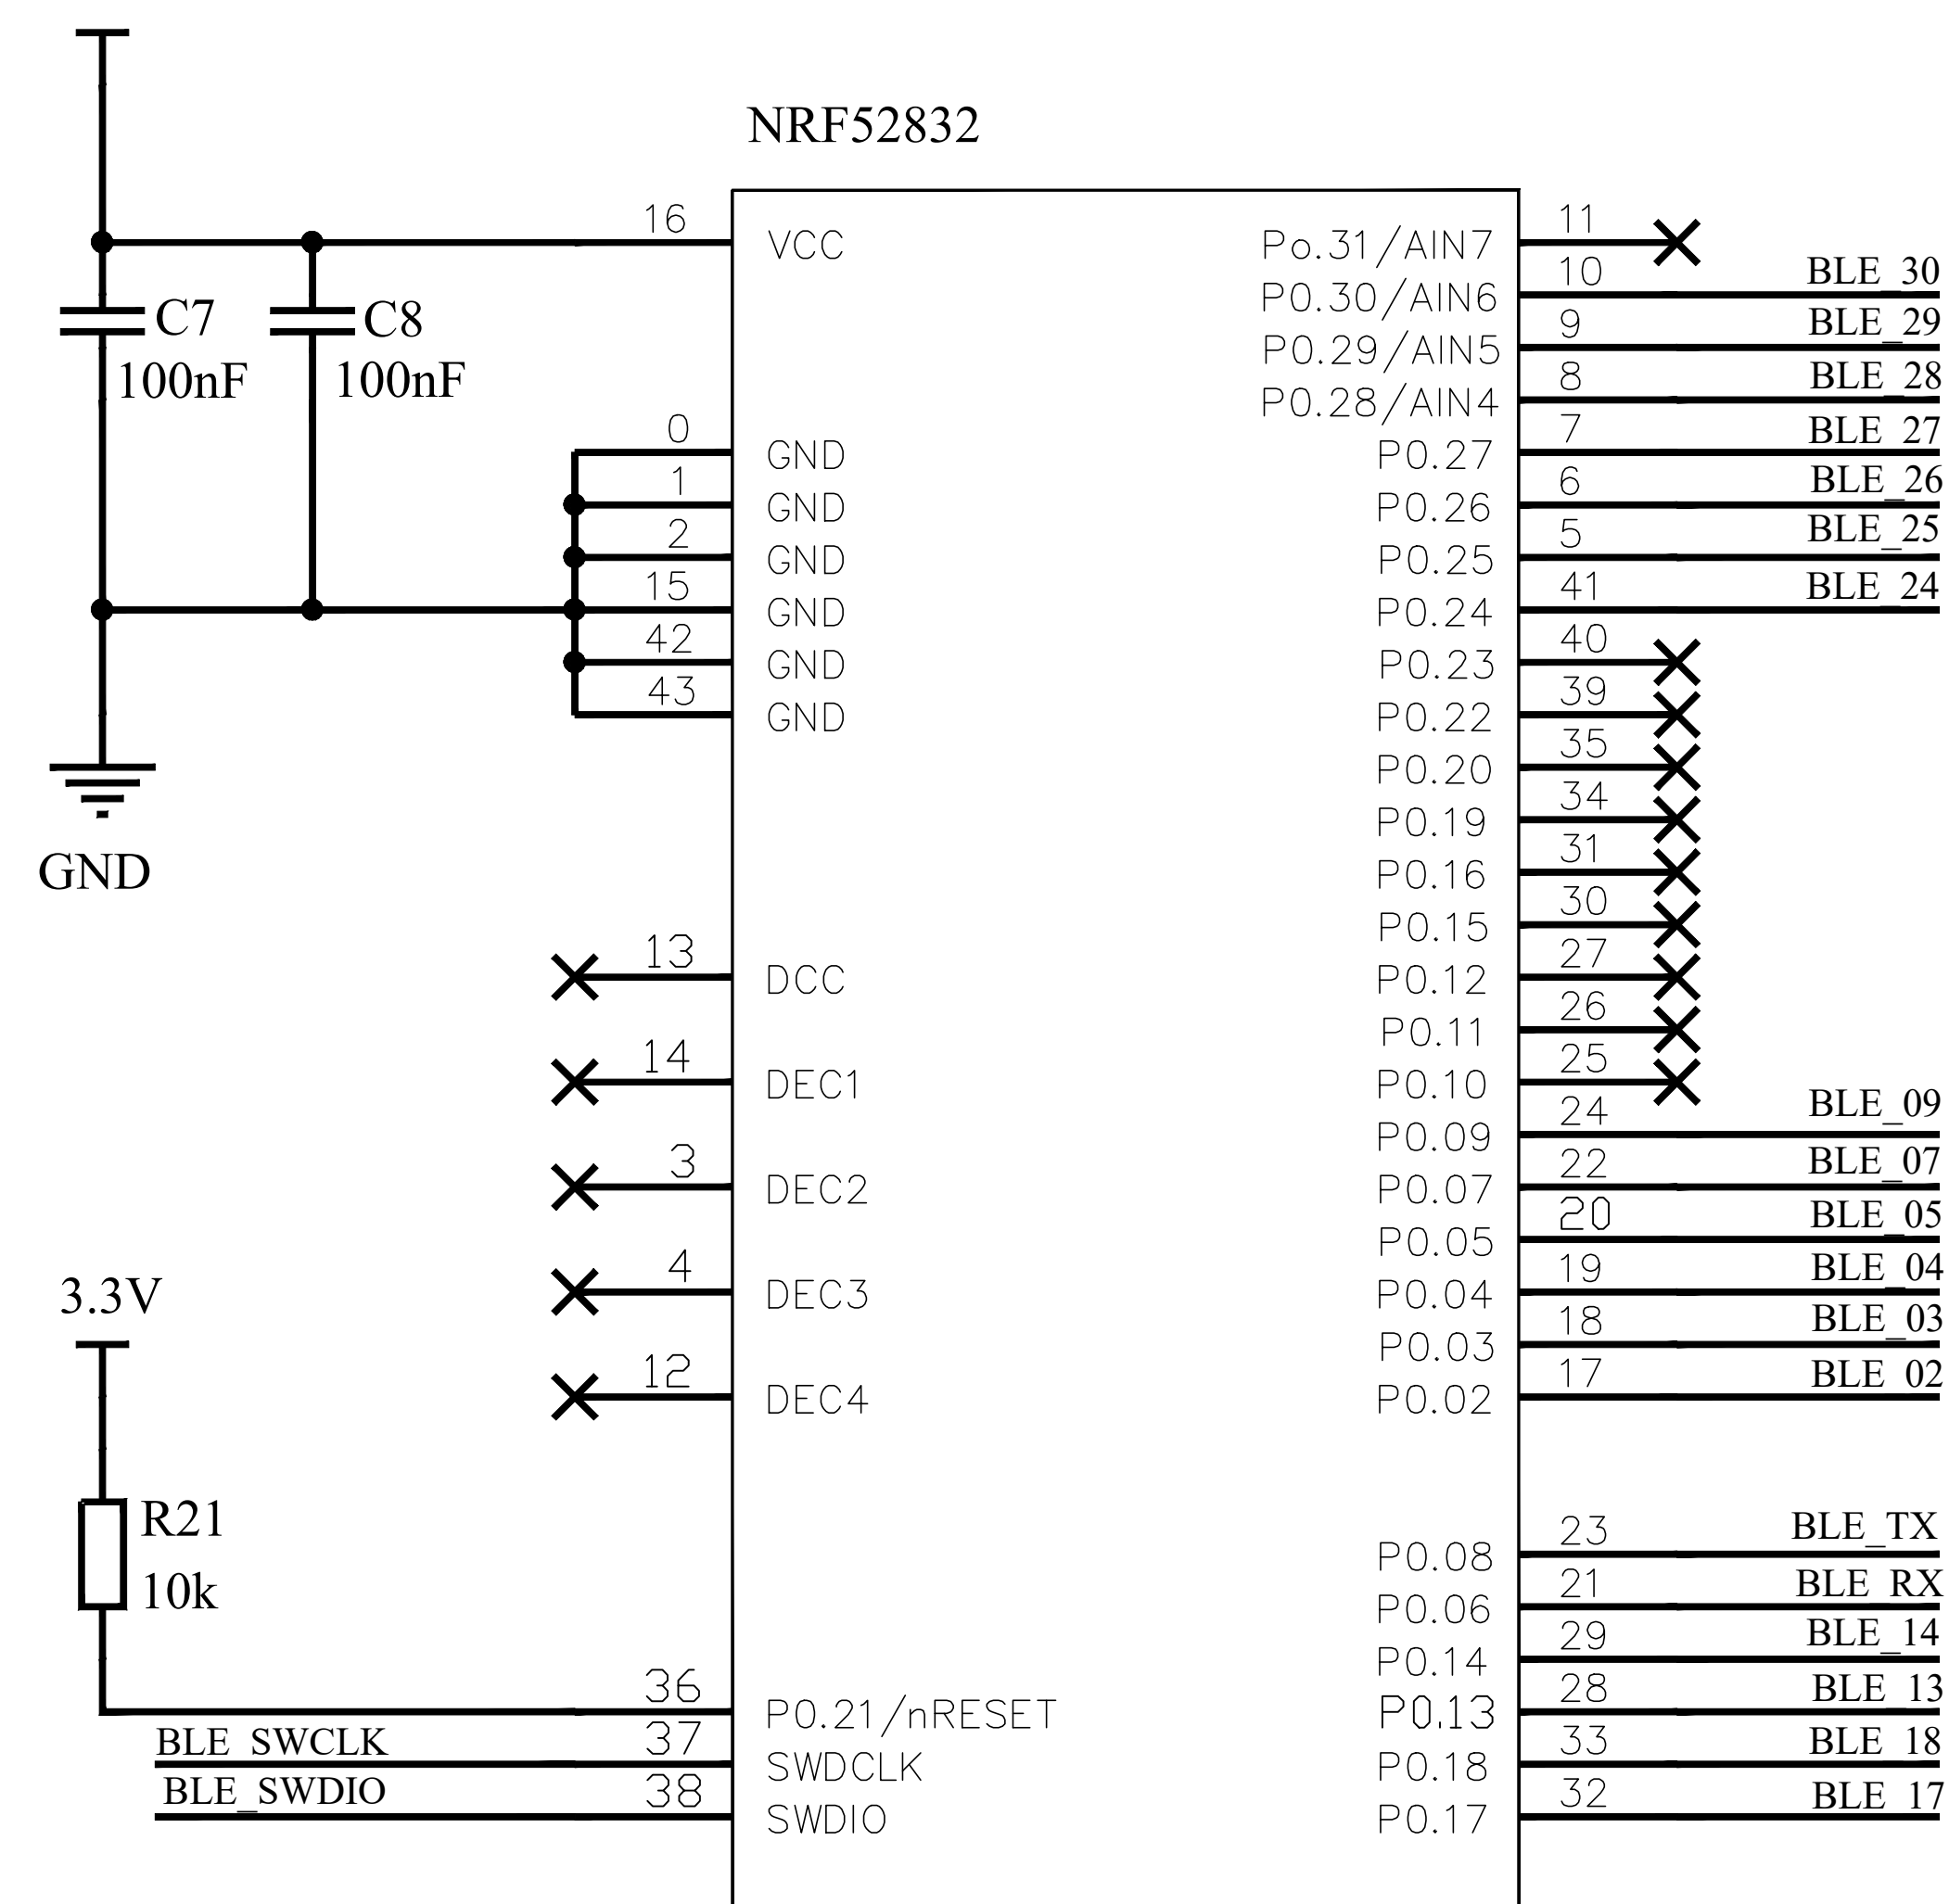 NRF52832
16 VCC
C7
100nF
C8
100nF
0 GND
1 GND
2 GND
15 GND
42 GND
43 GND
GND
13 DCC
14 DEC1
3 DEC2
4 DEC3
12 DEC4
3.3V
R21
10k
36 P0.21/nRESET
BLE_SWCLK 37 SWDCLK
BLE_SWDIO 38 SWDIO
Po.31/AIN7 11
P0.30/AIN6 10 BLE_30
P0.29/AIN5 9 BLE_29
P0.28/AIN4 8 BLE_28
P0.27 7 BLE_27
P0.26 6 BLE_26
P0.25 5 BLE_25
P0.24 41 BLE_24
P0.23 40
P0.22 39
P0.20 35
P0.19 34
P0.16 31
P0.15 30
P0.12 27
P0.11 26
P0.10 25
P0.09 24 BLE_09
P0.07 22 BLE_07
P0.05 20 BLE_05
P0.04 19 BLE_04
P0.03 18 BLE_03
P0.02 17 BLE_02
P0.08 23 BLE_TX
P0.06 21 BLE_RX
P0.14 29 BLE_14
P0.13 28 BLE_13
P0.18 33 BLE_18
P0.17 32 BLE_17